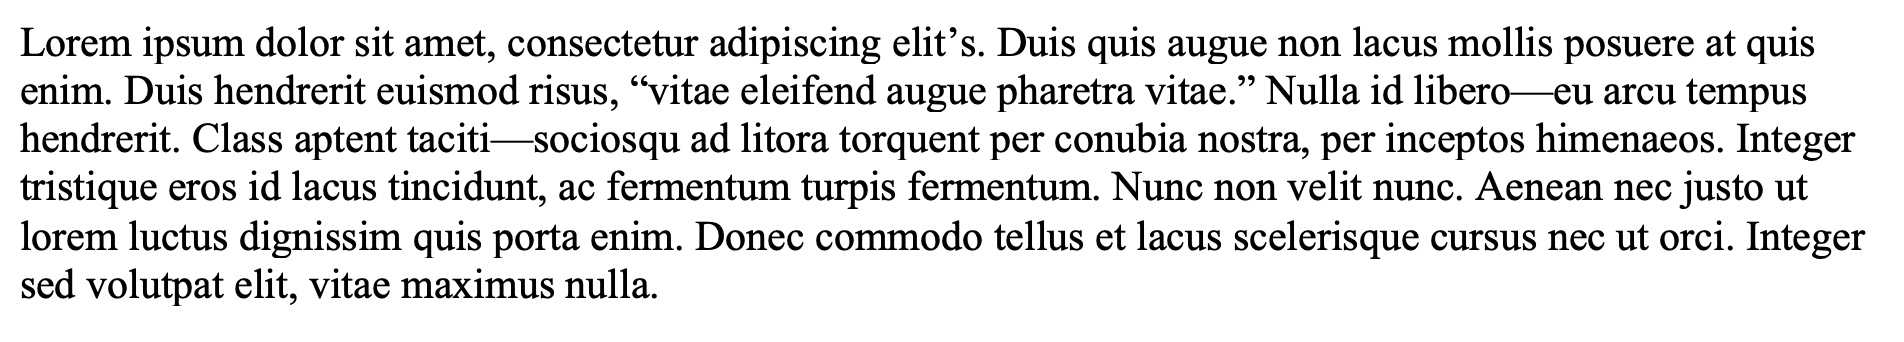 Lorem ipsum dolor sit amet, consectetur adipiscing elit’s. Duis quis augue non lacus mollis posuere at quis
enim. Duis hendrerit euismod risus, “vitae eleifend augue pharetra vitae.” Nulla id libero—eu arcu tempus
hendrerit. Class aptent taciti—sociosqu ad litora torquent per conubia nostra, per inceptos himenaeos. Integer
tristique eros id lacus tincidunt, ac fermentum turpis fermentum. Nunc non velit nunc. Aenean nec justo ut
lorem luctus dignissim quis porta enim. Donec commodo tellus et lacus scelerisque cursus nec ut orci. Integer
sed volutpat elit, vitae maximus nulla.